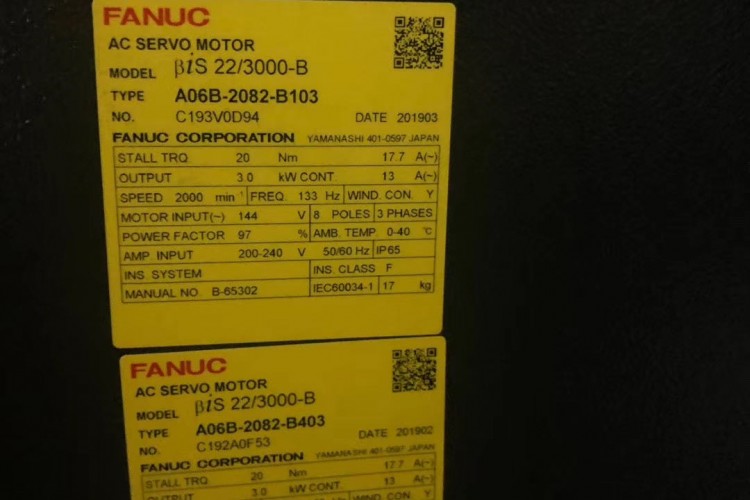 FANUC
AC SERVO MOTOR
MODEL βiS 22/3000-B
TYPE A06B-2082-B103
NO. C193V0D94 DATE 201903
FANUC CORPORATION YAMANASHI 401-0597 JAPAN
STALL TRQ. 20 Nm 17.7 A(~)
OUTPUT 3.0 kW CONT. 13 A(~)
SPEED 2000 min⁻¹ FREQ. 133 Hz WIND. CON. Y
MOTOR INPUT(~) 144 V 8 POLES 3 PHASES
POWER FACTOR 97 % AMB. TEMP. 0-40 ℃
AMP. INPUT 200-240 V 50/60 Hz IP65
INS. SYSTEM INS. CLASS F
MANUAL NO. B-65302 IEC60034-1 17 kg
FANUC
AC SERVO MOTOR
MODEL βiS 22/3000-B
TYPE A06B-2082-B403
NO. C192A0F53 DATE 201902
FANUC CORPORATION YAMANASHI 401-0597 JAPAN
STALL TRQ. 20 Nm 17.7 A(~)
OUTPUT 3.0 kW CONT. 13 A(~)